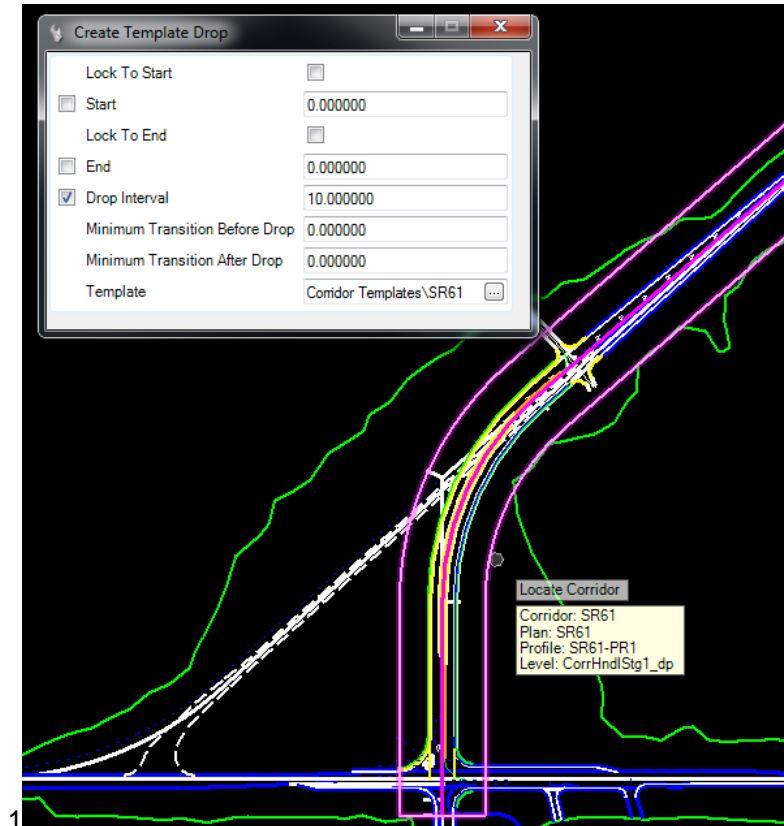 Create Template Drop
Lock To Start
Start 0.000000
Lock To End
End 0.000000
Drop Interval 10.000000
Minimum Transition Before Drop 0.000000
Minimum Transition After Drop 0.000000
Template Corridor Templates\SR61 ...
Locate Corridor
Corridor: SR61
Plan: SR61
Profile: SR61-PR1
Level: CorrHndlStg1_dp
1